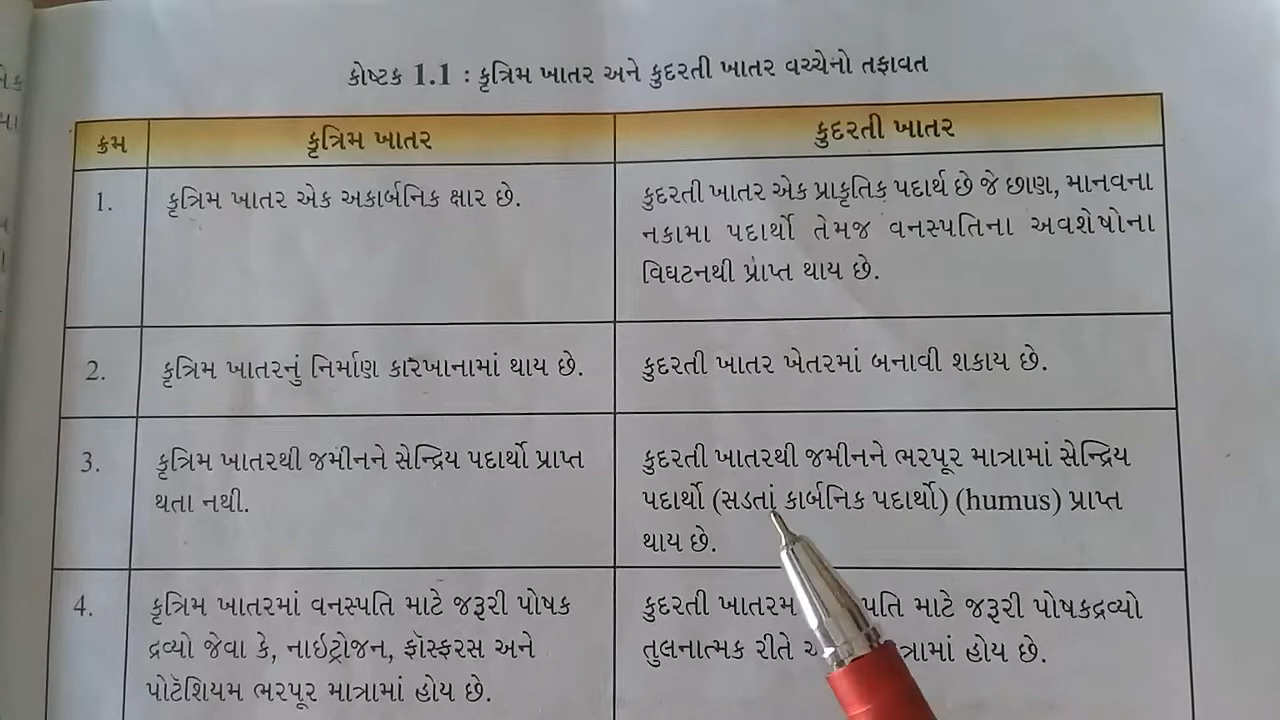 કોષ્ટક 1.1 : કૃત્રિમ ખાતર અને કુદરતી ખાતર વચ્ચેનો તફાવત
ક્રમ
કૃત્રિમ ખાતર
કુદરતી ખાતર
1.
કૃત્રિમ ખાતર એક અકાર્બનિક ક્ષાર છે.
કુદરતી ખાતર એક પ્રાકૃતિક પદાર્થ છે જે છાણ, માનવના
નકામા પદાર્થો તેમજ વનસ્પતિના અવશેષોના
વિઘટનથી પ્રાપ્ત થાય છે.
2.
કૃત્રિમ ખાતરનું નિર્માણ કારખાનામાં થાય છે.
કુદરતી ખાતર ખેતરમાં બનાવી શકાય છે.
3.
કૃત્રિમ ખાતરથી જમીનને સેન્દ્રિય પદાર્થો પ્રાપ્ત
થતા નથી.
કુદરતી ખાતરથી જમીનને ભરપૂર માત્રામાં સેન્દ્રિય
પદાર્થો (સડતાં કાર્બનિક પદાર્થો) (humus) પ્રાપ્ત
થાય છે.
4.
કૃત્રિમ ખાતરમાં વનસ્પતિ માટે જરૂરી પોષક
દ્રવ્યો જેવા કે, નાઇટ્રોજન, ફૉસ્ફરસ અને
પોટૅશિયમ ભરપૂર માત્રામાં હોય છે.
કુદરતી માટે જરૂરી પોષકદ્રવ્યો
તુલનાત્મક રીતે હોય છે.